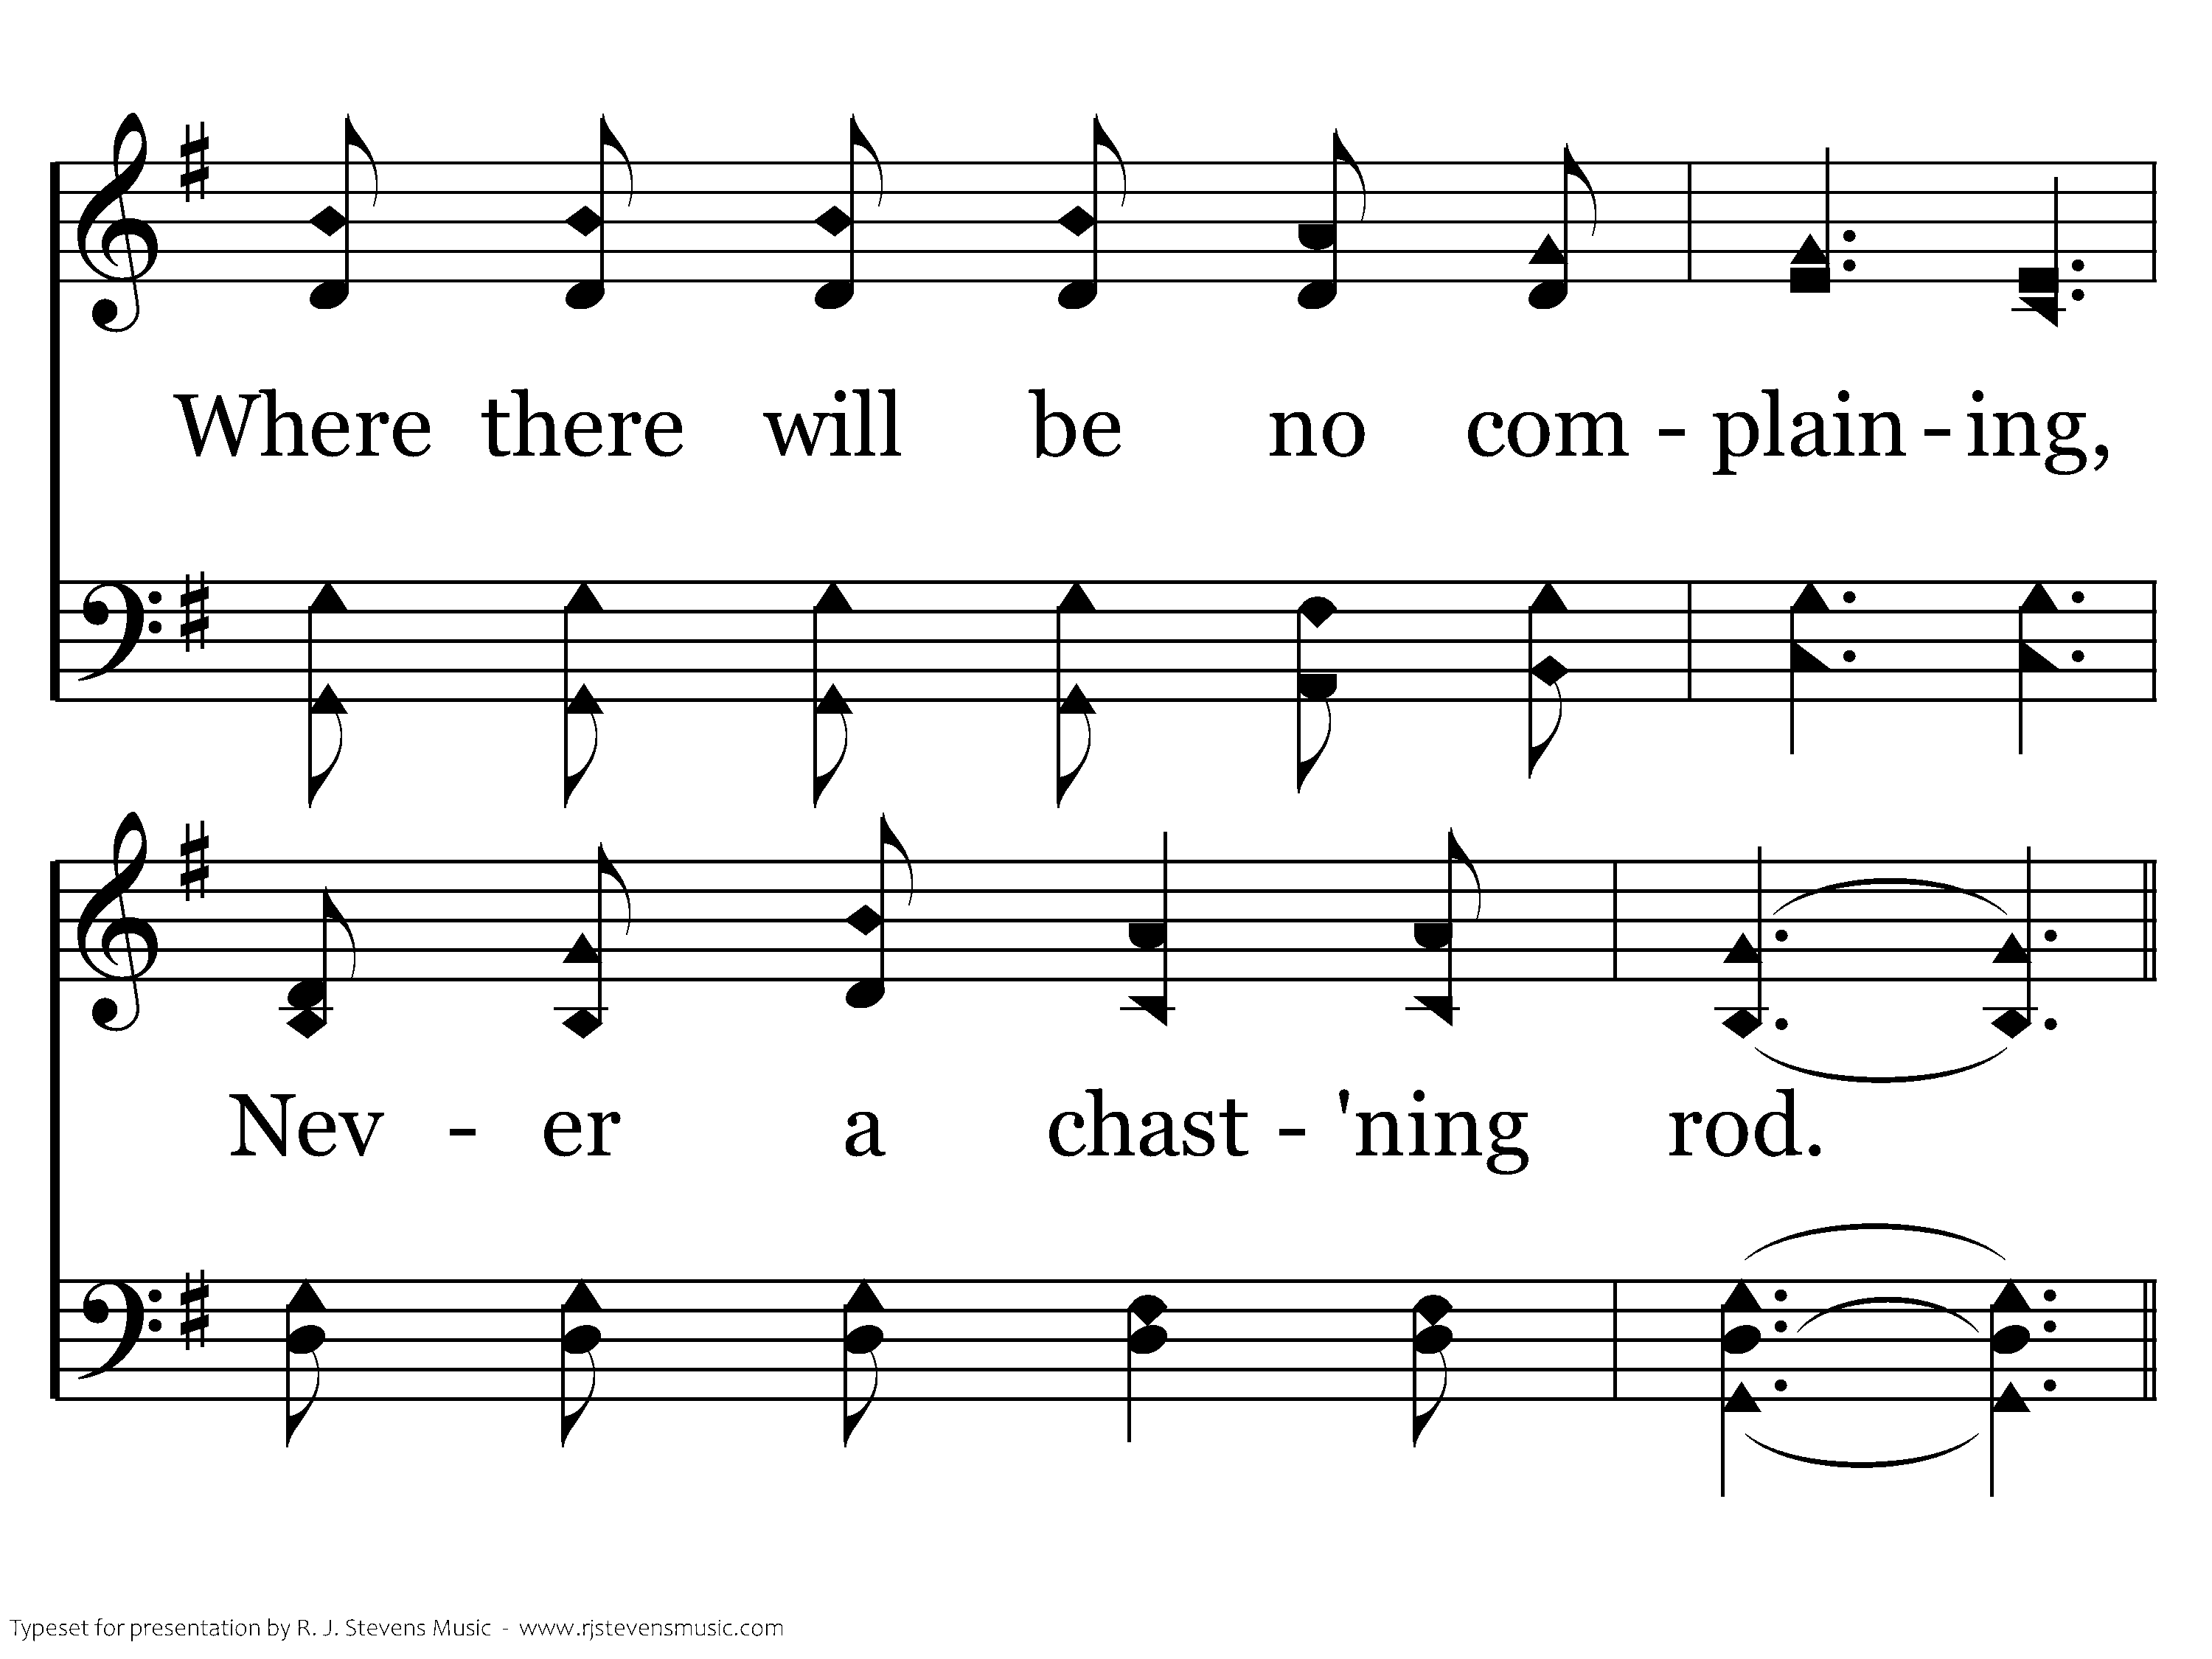 Where there will be no com - plain - ing,
Nev - er a chast - 'ning rod.
Typeset for presentation by R. J. Stevens Music - www.rjstevensmusic.com